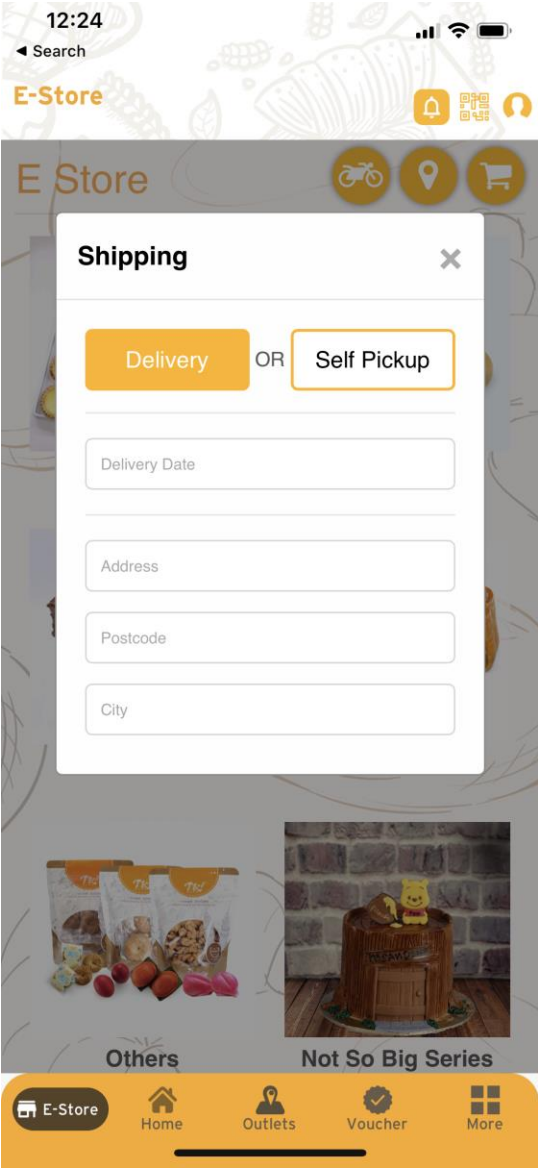 12:24
◀ Search
E-Store
E Store
Shipping
×
Delivery OR Self Pickup
Delivery Date
Address
Postcode
City
Others Not So Big Series
E-Store Home Outlets Voucher More